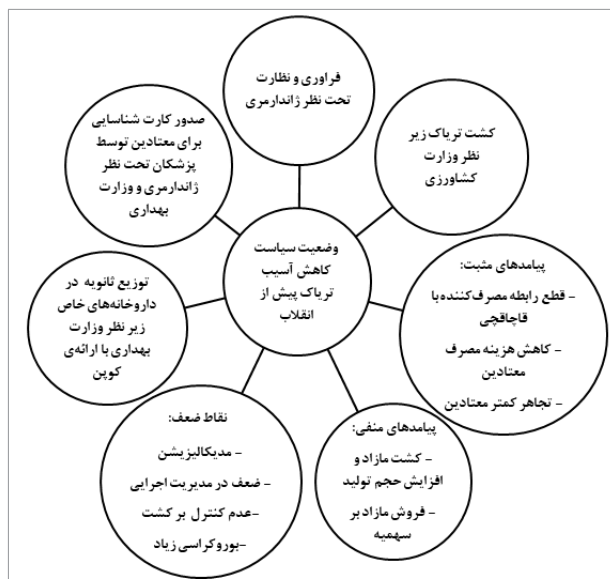 فراوری و نظارت
تحت نظر ژاندارمری
کشت تریاک زیر
نظر وزارت
کشاورزی
پیامدهای مثبت:
- قطع رابطه مصرف‌کننده با
قاچاقچی
- کاهش هزینه مصرف
معتادین
- تجاهر کمتر معتادین
پیامدهای منفی:
- کشت مازاد و
افزایش حجم تولید
- فروش مازاد بر
سهمیه
نقاط ضعف:
- مدیکالیزیشن
- ضعف در مدیریت اجرایی
-عدم کنترل بر کشت
-بوروکراسی زیاد
توزیع ثانویه در
داروخانه‌های خاص
زیر نظر وزارت
بهداری با ارائه‌ی
کوپن
صدور کارت شناسایی
برای معتادین توسط
پزشکان تحت نظر
ژاندارمری و وزارت
بهداری
وضعیت سیاست
کاهش آسیب
تریاک پیش از
انقلاب